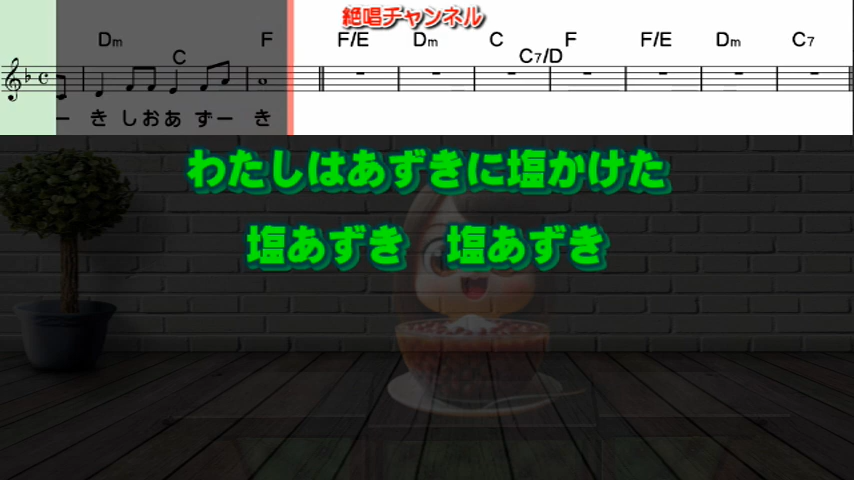 絶唱チャンネル
Dm C F F/E Dm C C7/D F F/E Dm C7
ー き しおあ ずー き
わたしはあずきに塩かけた
塩あずき 塩あずき